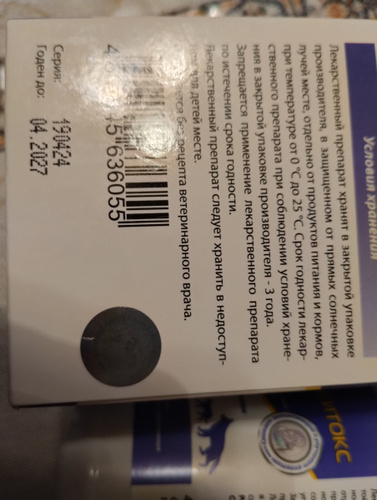 Условия хранения
Лекарственный препарат хранят в закрытой упаковке
производителя, в защищенном от прямых солнечных
лучей месте, отдельно от продуктов питания и кормов,
при температуре от 0 °С до 25 °С. Срок годности лекар-
ственного препарата при соблюдении условий хране-
ния в закрытой упаковке производителя - 3 года.
Запрещается применение лекарственного препарата
по истечении срока годности.
Лекарственный препарат следует хранить в недоступ-
для детей месте.
без рецепта ветеринарного врача.
636055
Серия: 190424
Годен до: 04.2027